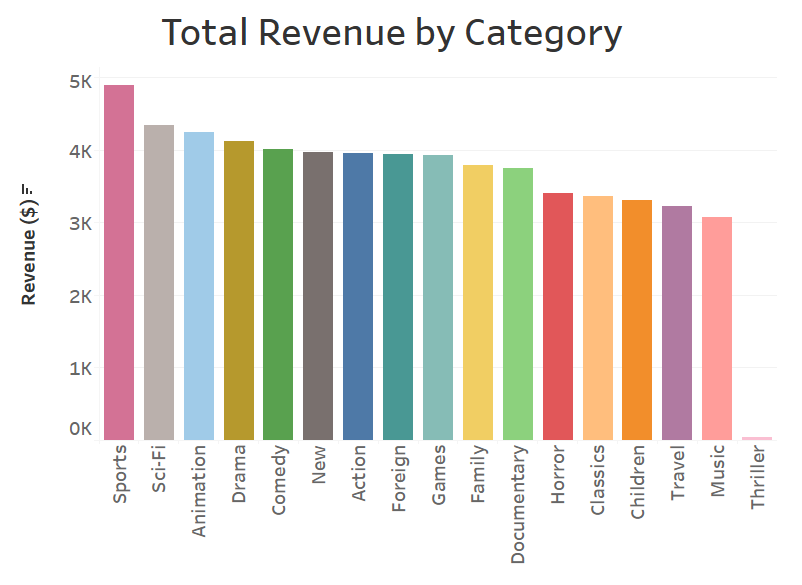 Total Revenue by Category
Revenue ($)
5K
4K
3K
2K
1K
0K
Sports
Sci-Fi
Animation
Drama
Comedy
New
Action
Foreign
Games
Family
Documentary
Horror
Classics
Children
Travel
Music
Thriller